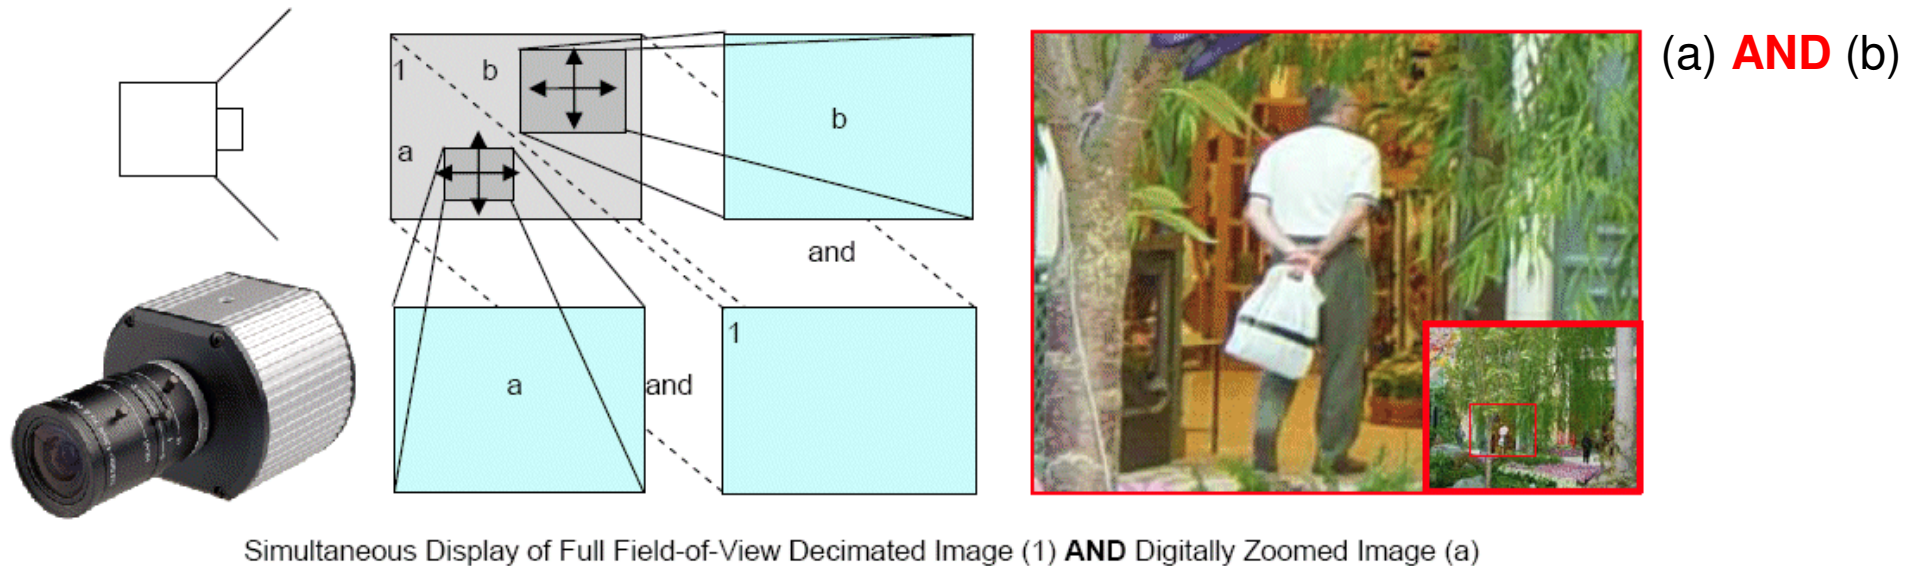 (a) AND (b)
1
b
b
a
and
1
a
and
Simultaneous Display of Full Field-of-View Decimated Image (1) AND Digitally Zoomed Image (a)